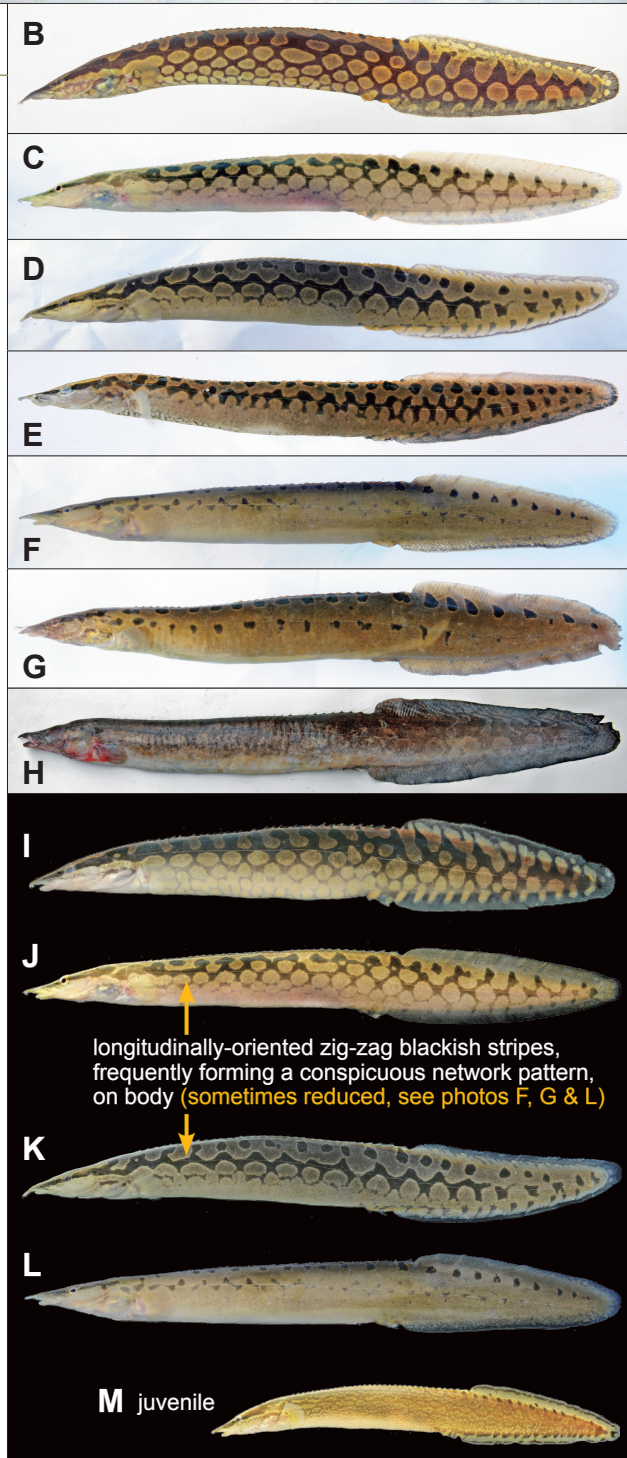 B
C
D
E
F
G
H
I
J
longitudinally-oriented zig-zag blackish stripes,
frequently forming a conspicuous network pattern,
on body (sometimes reduced, see photos F, G & L)
K
L
M juvenile